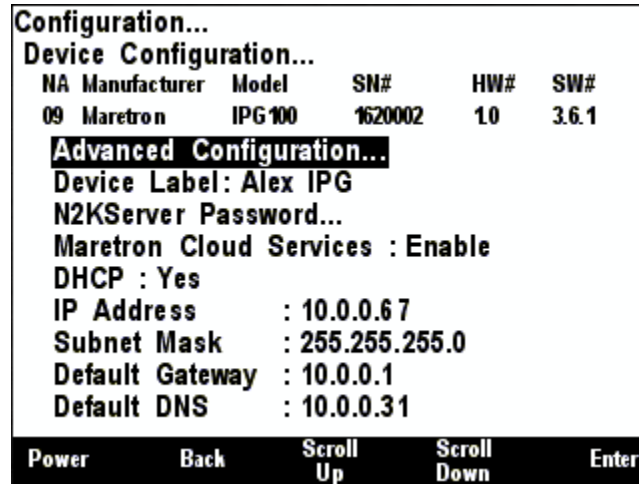 Configuration...
Device Configuration...
NA Manufacturer Model SN# HW# SW#
09 Maretron IPG100 1620002 1.0 3.6.1
Advanced Configuration...
Device Label: Alex IPG
N2KServer Password...
Maretron Cloud Services : Enable
DHCP : Yes
IP Address : 10.0.0.67
Subnet Mask : 255.255.255.0
Default Gateway : 10.0.0.1
Default DNS : 10.0.0.31
Power Back Scroll Up Scroll Down Enter